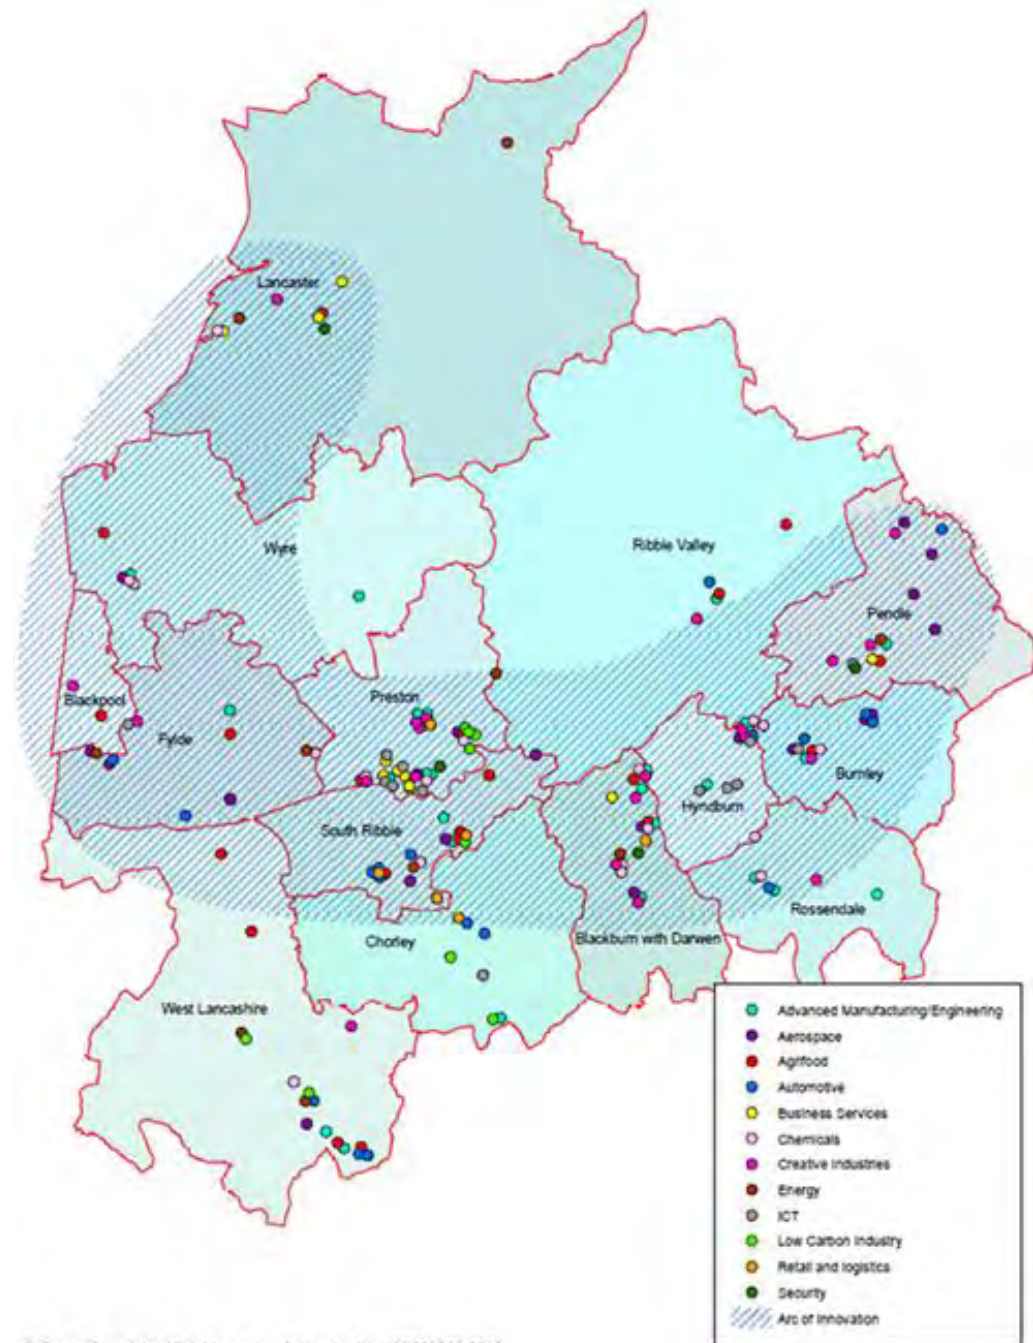 Lancaster
Wyre
Ribble Valley
Pendle
Blackpool
Preston
Fylde
Burnley
Hyndburn
South Ribble
Rossendale
Chorley
Blackburn with Darwen
West Lancashire
Advanced Manufacturing/Engineering
Aerospace
Agrifood
Automotive
Business Services
Chemicals
Creative Industries
Energy
ICT
Low Carbon Industry
Retail and logistics
Security
Arc of Innovation